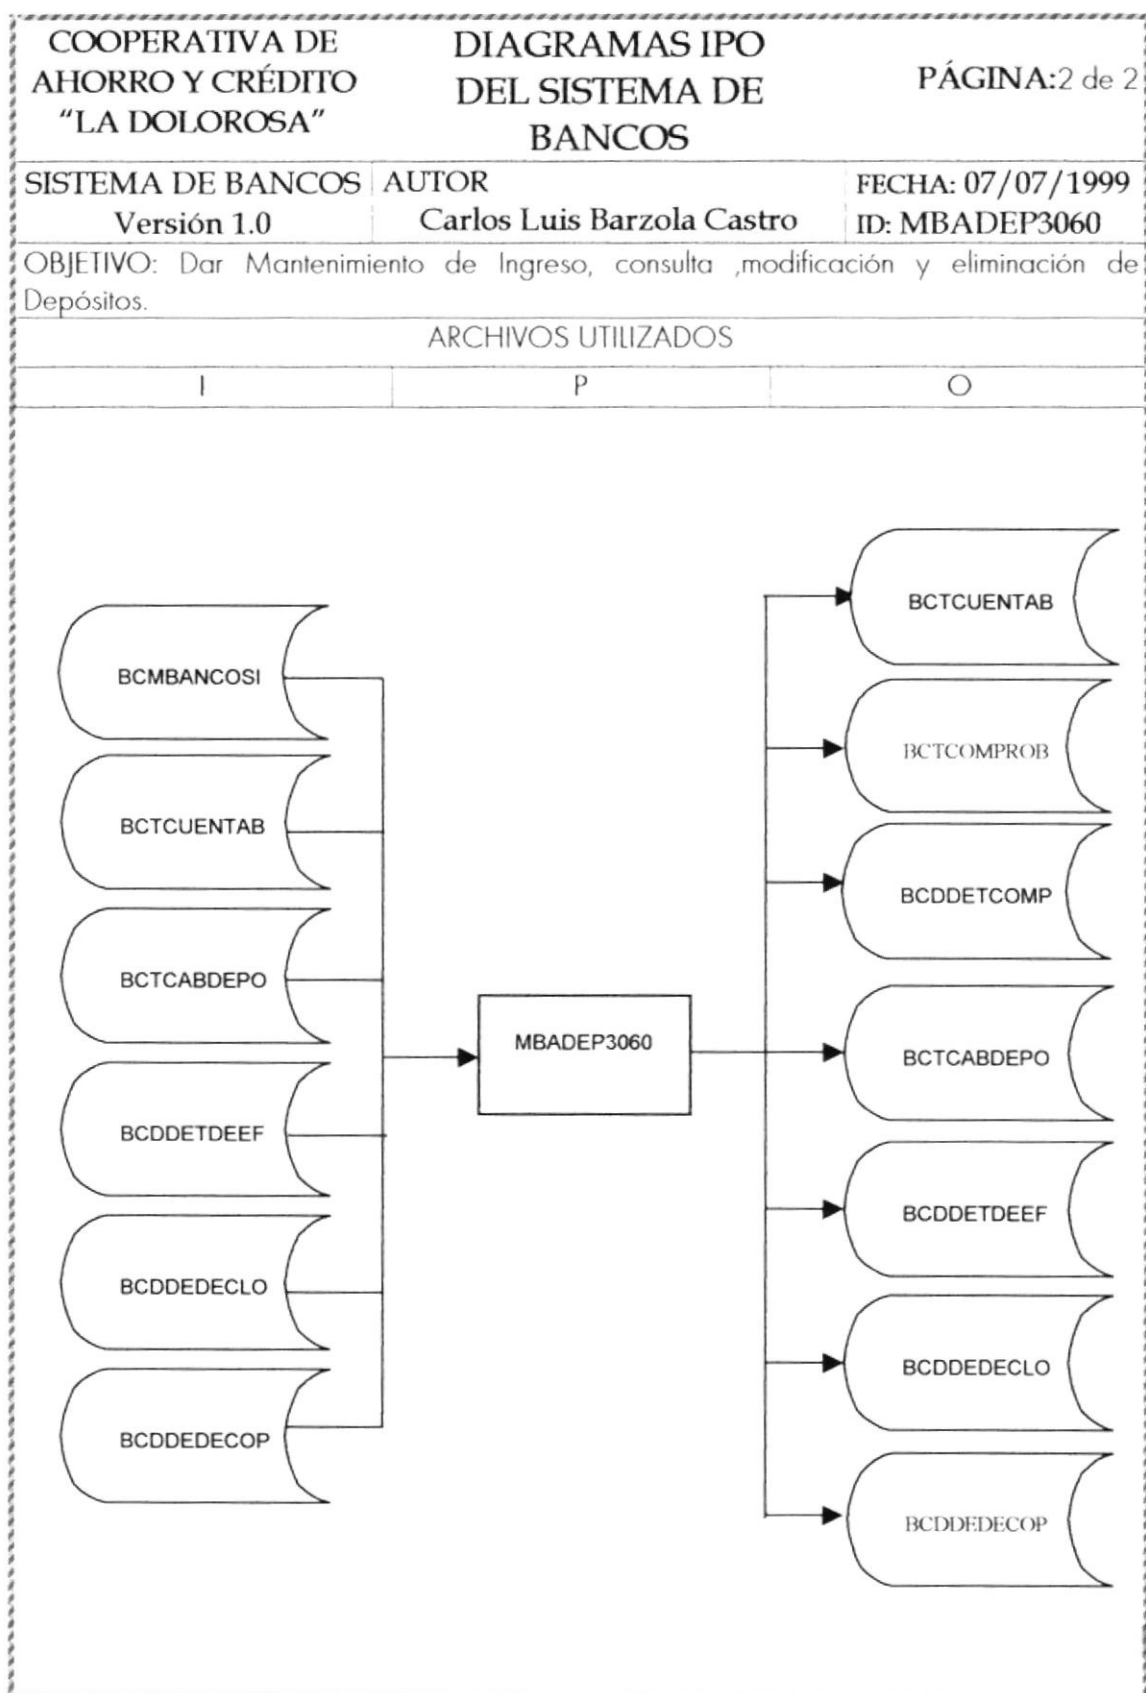 COOPERATIVA DE
AHORRO Y CRÉDITO
“LA DOLOROSA”
DIAGRAMAS IPO
DEL SISTEMA DE
BANCOS
PÁGINA:2 de 2
SISTEMA DE BANCOS
Versión 1.0
AUTOR
Carlos Luis Barzola Castro
FECHA: 07/07/1999
ID: MBADEP3060
OBJETIVO: Dar Mantenimiento de Ingreso, consulta ,modificación y eliminación de
Depósitos.
ARCHIVOS UTILIZADOS
I
P
O
BCMBANCOSI
BCTCUENTAB
BCTCABDEPO
BCDDETDEEF
BCDDEDECLO
BCDDEDECOP
MBADEP3060
BCTCUENTAB
BCTCOMPROB
BCDDETCOMP
BCTCABDEPO
BCDDETDEEF
BCDDEDECLO
BCDDEDECOP